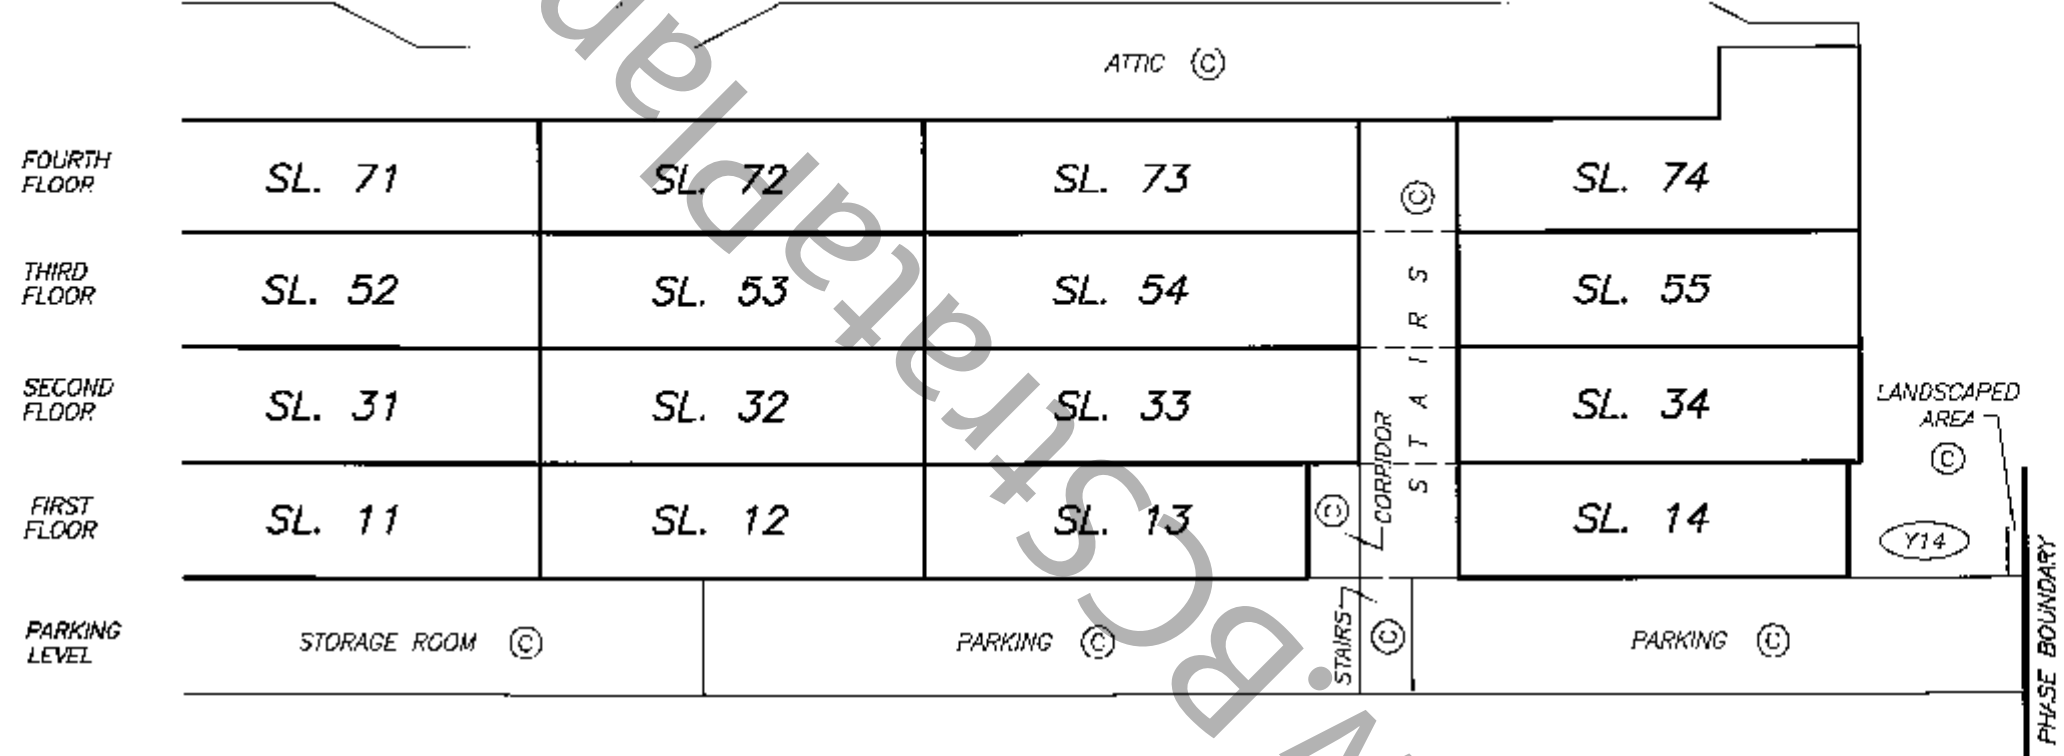 ATTIC Ⓒ
FOURTH
FLOOR
SL. 71
SL. 72
SL. 73
Ⓒ
SL. 74
THIRD
FLOOR
SL. 52
SL. 53
SL. 54
SL. 55
SECOND
FLOOR
SL. 31
SL. 32
SL. 33
STAIRS
SL. 34
LANDSCAPED
AREA
Ⓒ
FIRST
FLOOR
SL. 11
SL. 12
SL. 13
Ⓒ
CORRIDOR
SL. 14
Y14
PARKING
LEVEL
STORAGE ROOM Ⓒ
PARKING Ⓒ
STAIRS
Ⓒ
PARKING Ⓒ
PHASE BOUNDARY
.BCStratapla